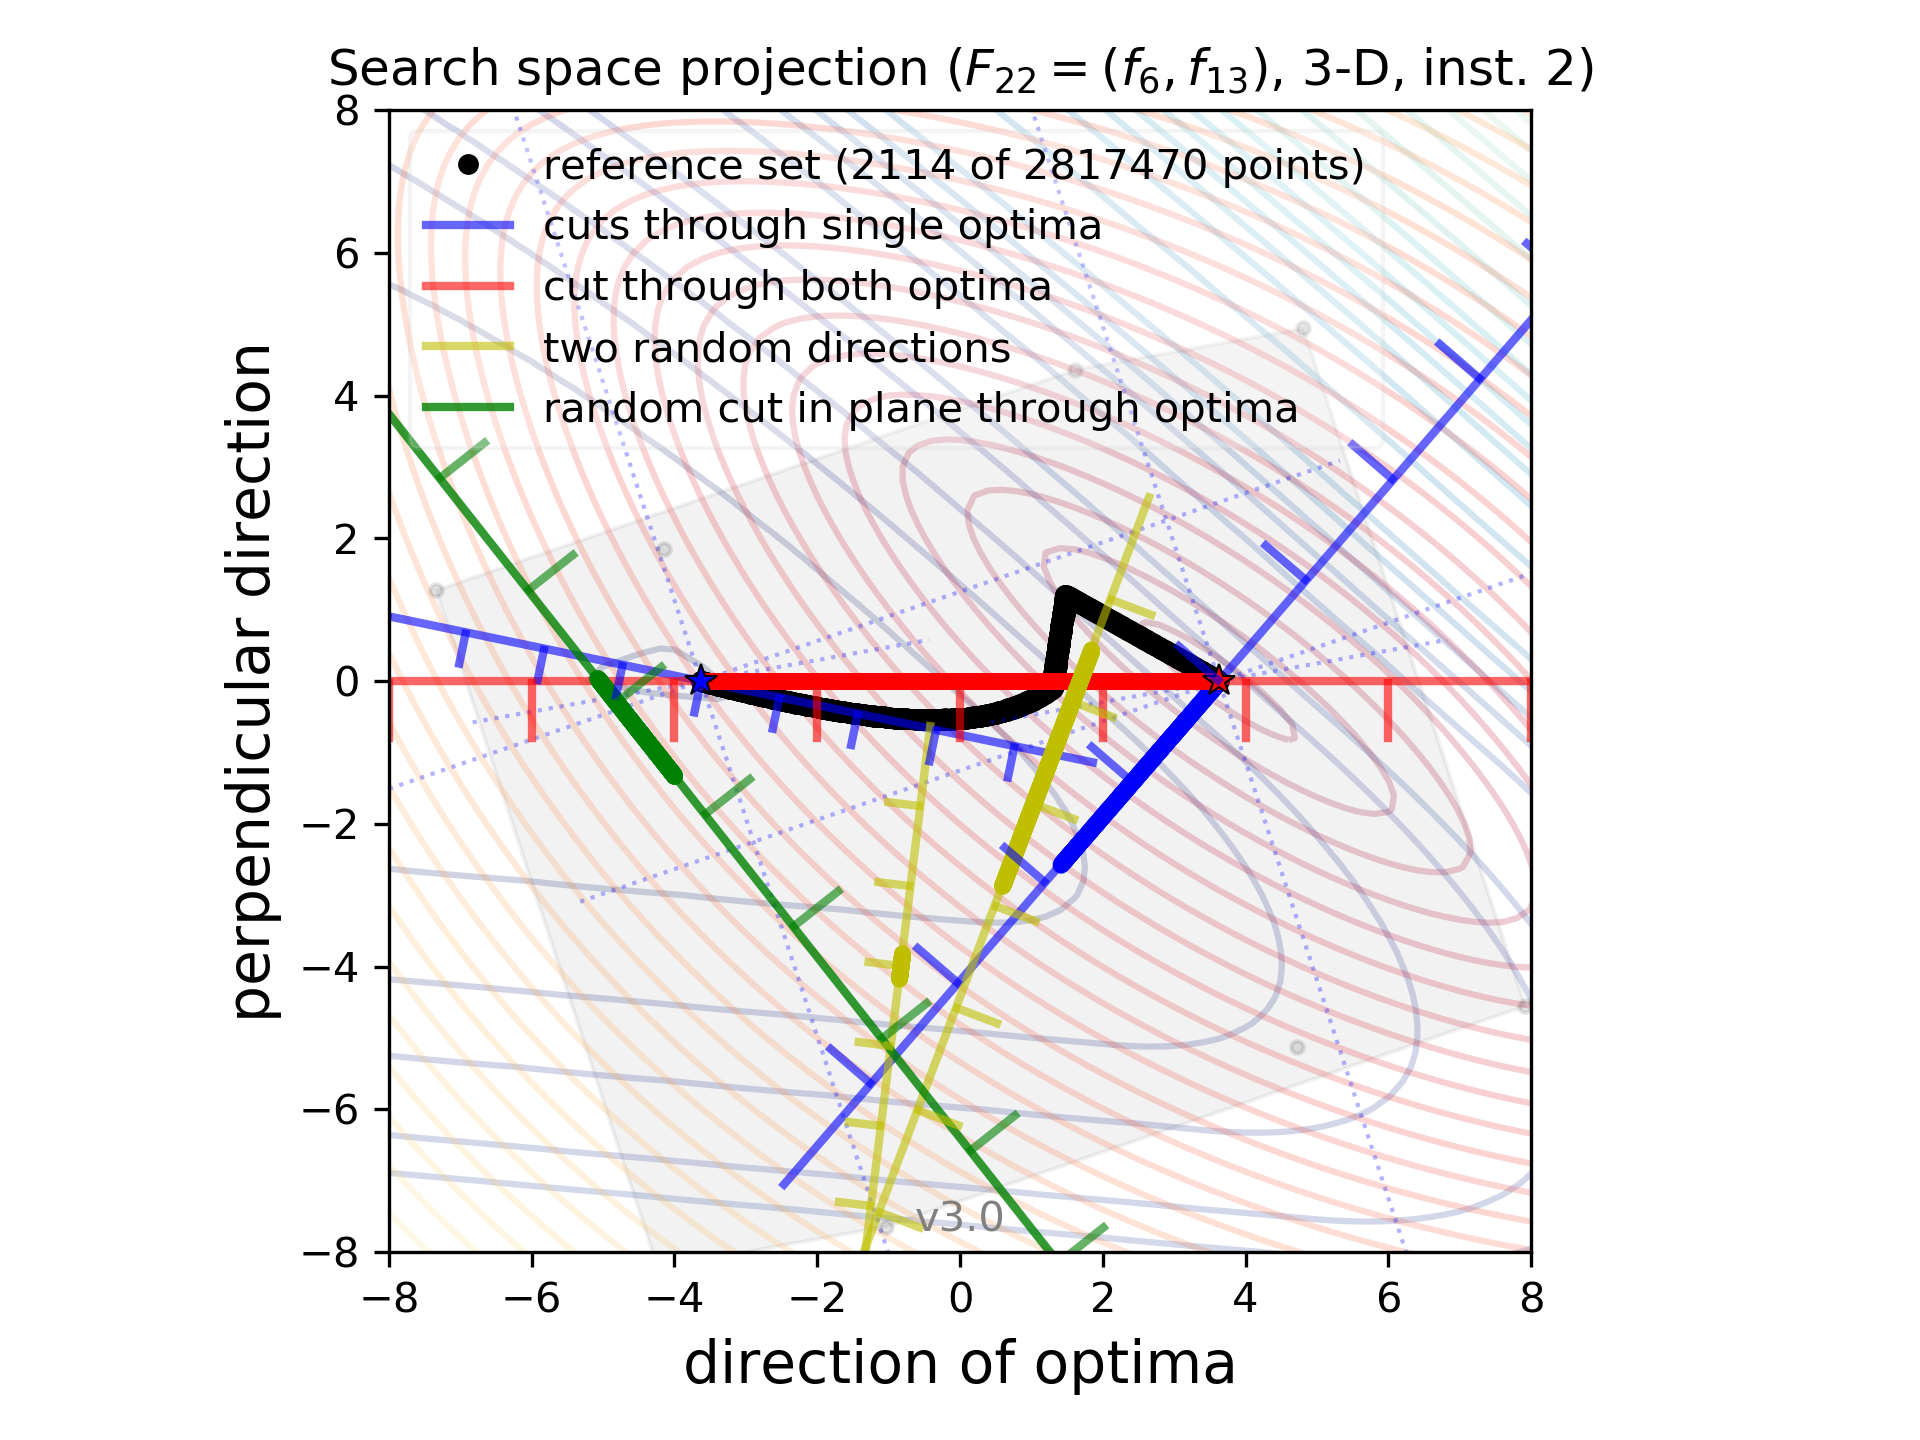 Search space projection (F22 = (f6, f13), 3-D, inst. 2)
8
6
4
2
0
−2
−4
−6
−8
perpendicular direction
reference set (2114 of 2817470 points)
cuts through single optima
cut through both optima
two random directions
random cut in plane through optima
v3.0
−8 −6 −4 −2 0 2 4 6 8
direction of optima